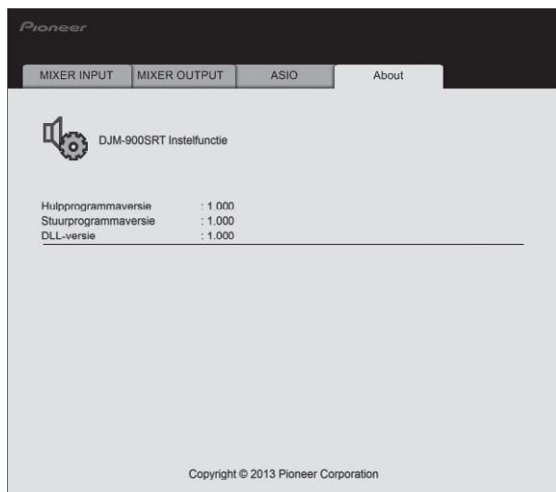 Pioneer
MIXER INPUT MIXER OUTPUT ASIO About
DJM-900SRT Instelfunctie
Hulpprogrammaversie : 1.000
Stuurprogrammaversie : 1.000
DLL-versie : 1.000
Copyright © 2013 Pioneer Corporation